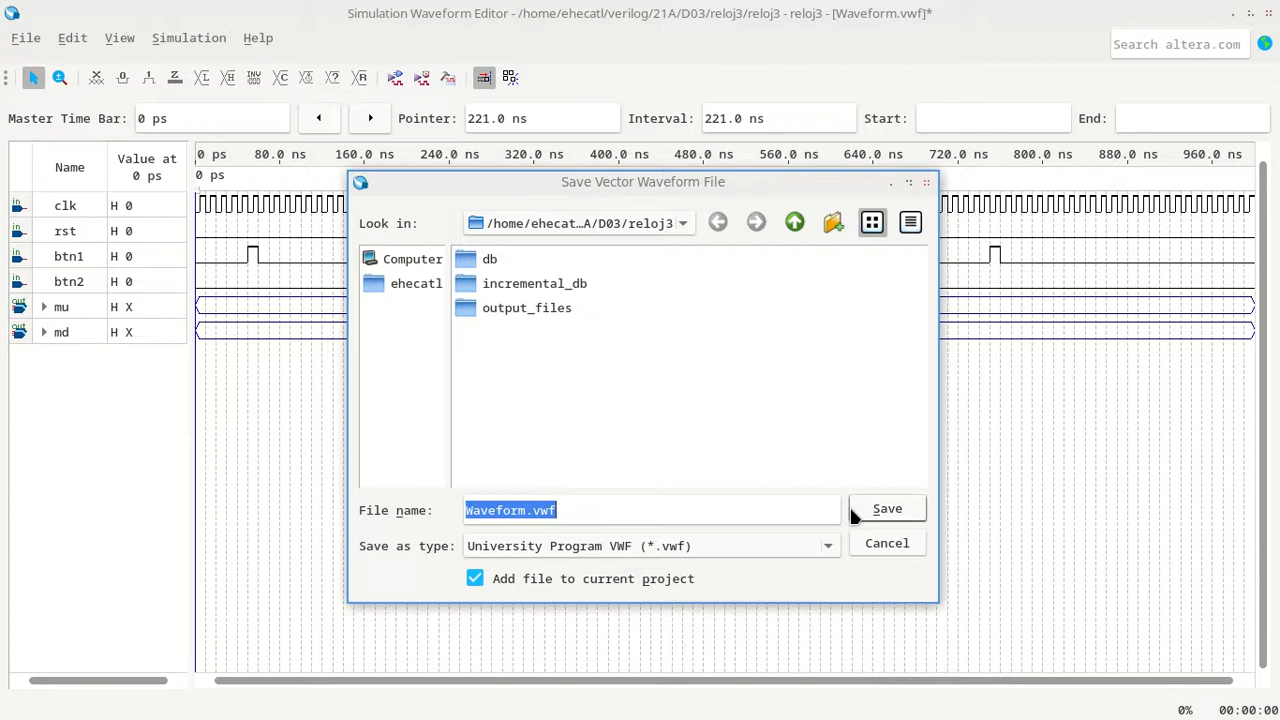 Simulation Waveform Editor - /home/ehecatl/verilog/21A/D03/reloj3/reloj3 - reloj3 - [Waveform.vwf]*
File Edit View Simulation Help
Search altera.com
Master Time Bar: 0 ps Pointer: 221.0 ns Interval: 221.0 ns Start: End:
Name Value at 0 ps
0 ps 80.0 ns 160.0 ns 240.0 ns 320.0 ns 400.0 ns 480.0 ns 560.0 ns 640.0 ns 720.0 ns 800.0 ns 880.0 ns 960.0 ns
0 ps
clk H 0
rst H 0
btn1 H 0
btn2 H 0
mu H X
md H X
Save Vector Waveform File
Look in: /home/ehecat...A/D03/reloj3
Computer
ehecatl
db
incremental_db
output_files
File name: Waveform.vwf Save
Save as type: University Program VWF (*.vwf) Cancel
Add file to current project
0% 00:00:00